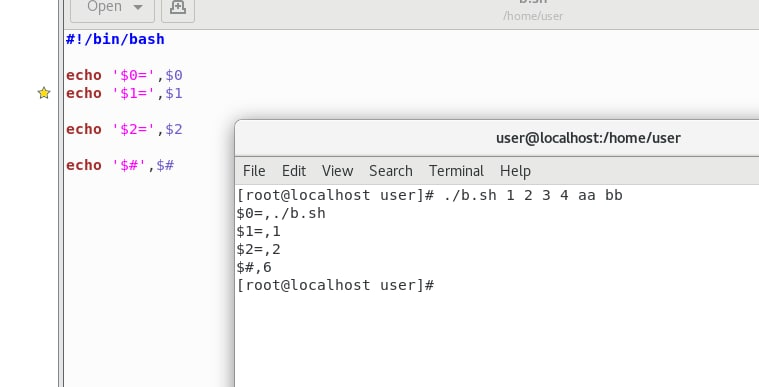 Open
b.sh
/home/user
#!/bin/bash
echo '$0=',$0
echo '$1=',$1
echo '$2=',$2
echo '$#',$#
user@localhost:/home/user
File Edit View Search Terminal Help
[root@localhost user]# ./b.sh 1 2 3 4 aa bb
$0=,./b.sh
$1=,1
$2=,2
$#,6
[root@localhost user]#